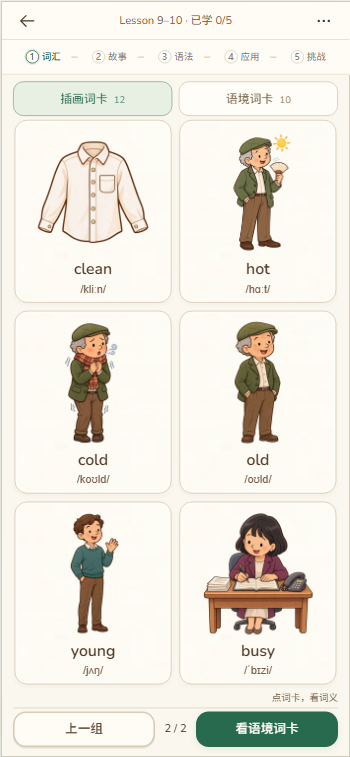 Lesson 9–10 · 已学 0/5
1 词汇 – 2 故事 – 3 语法 – 4 应用 – 5 挑战
插画词卡 12 语境词卡 10
clean hot
/kliːn/ /hɑːt/
cold old
/koʊld/ /oʊld/
young busy
/jʌŋ/ /ˈbɪzi/
点词卡，看词义
上一组 2 / 2 看语境词卡